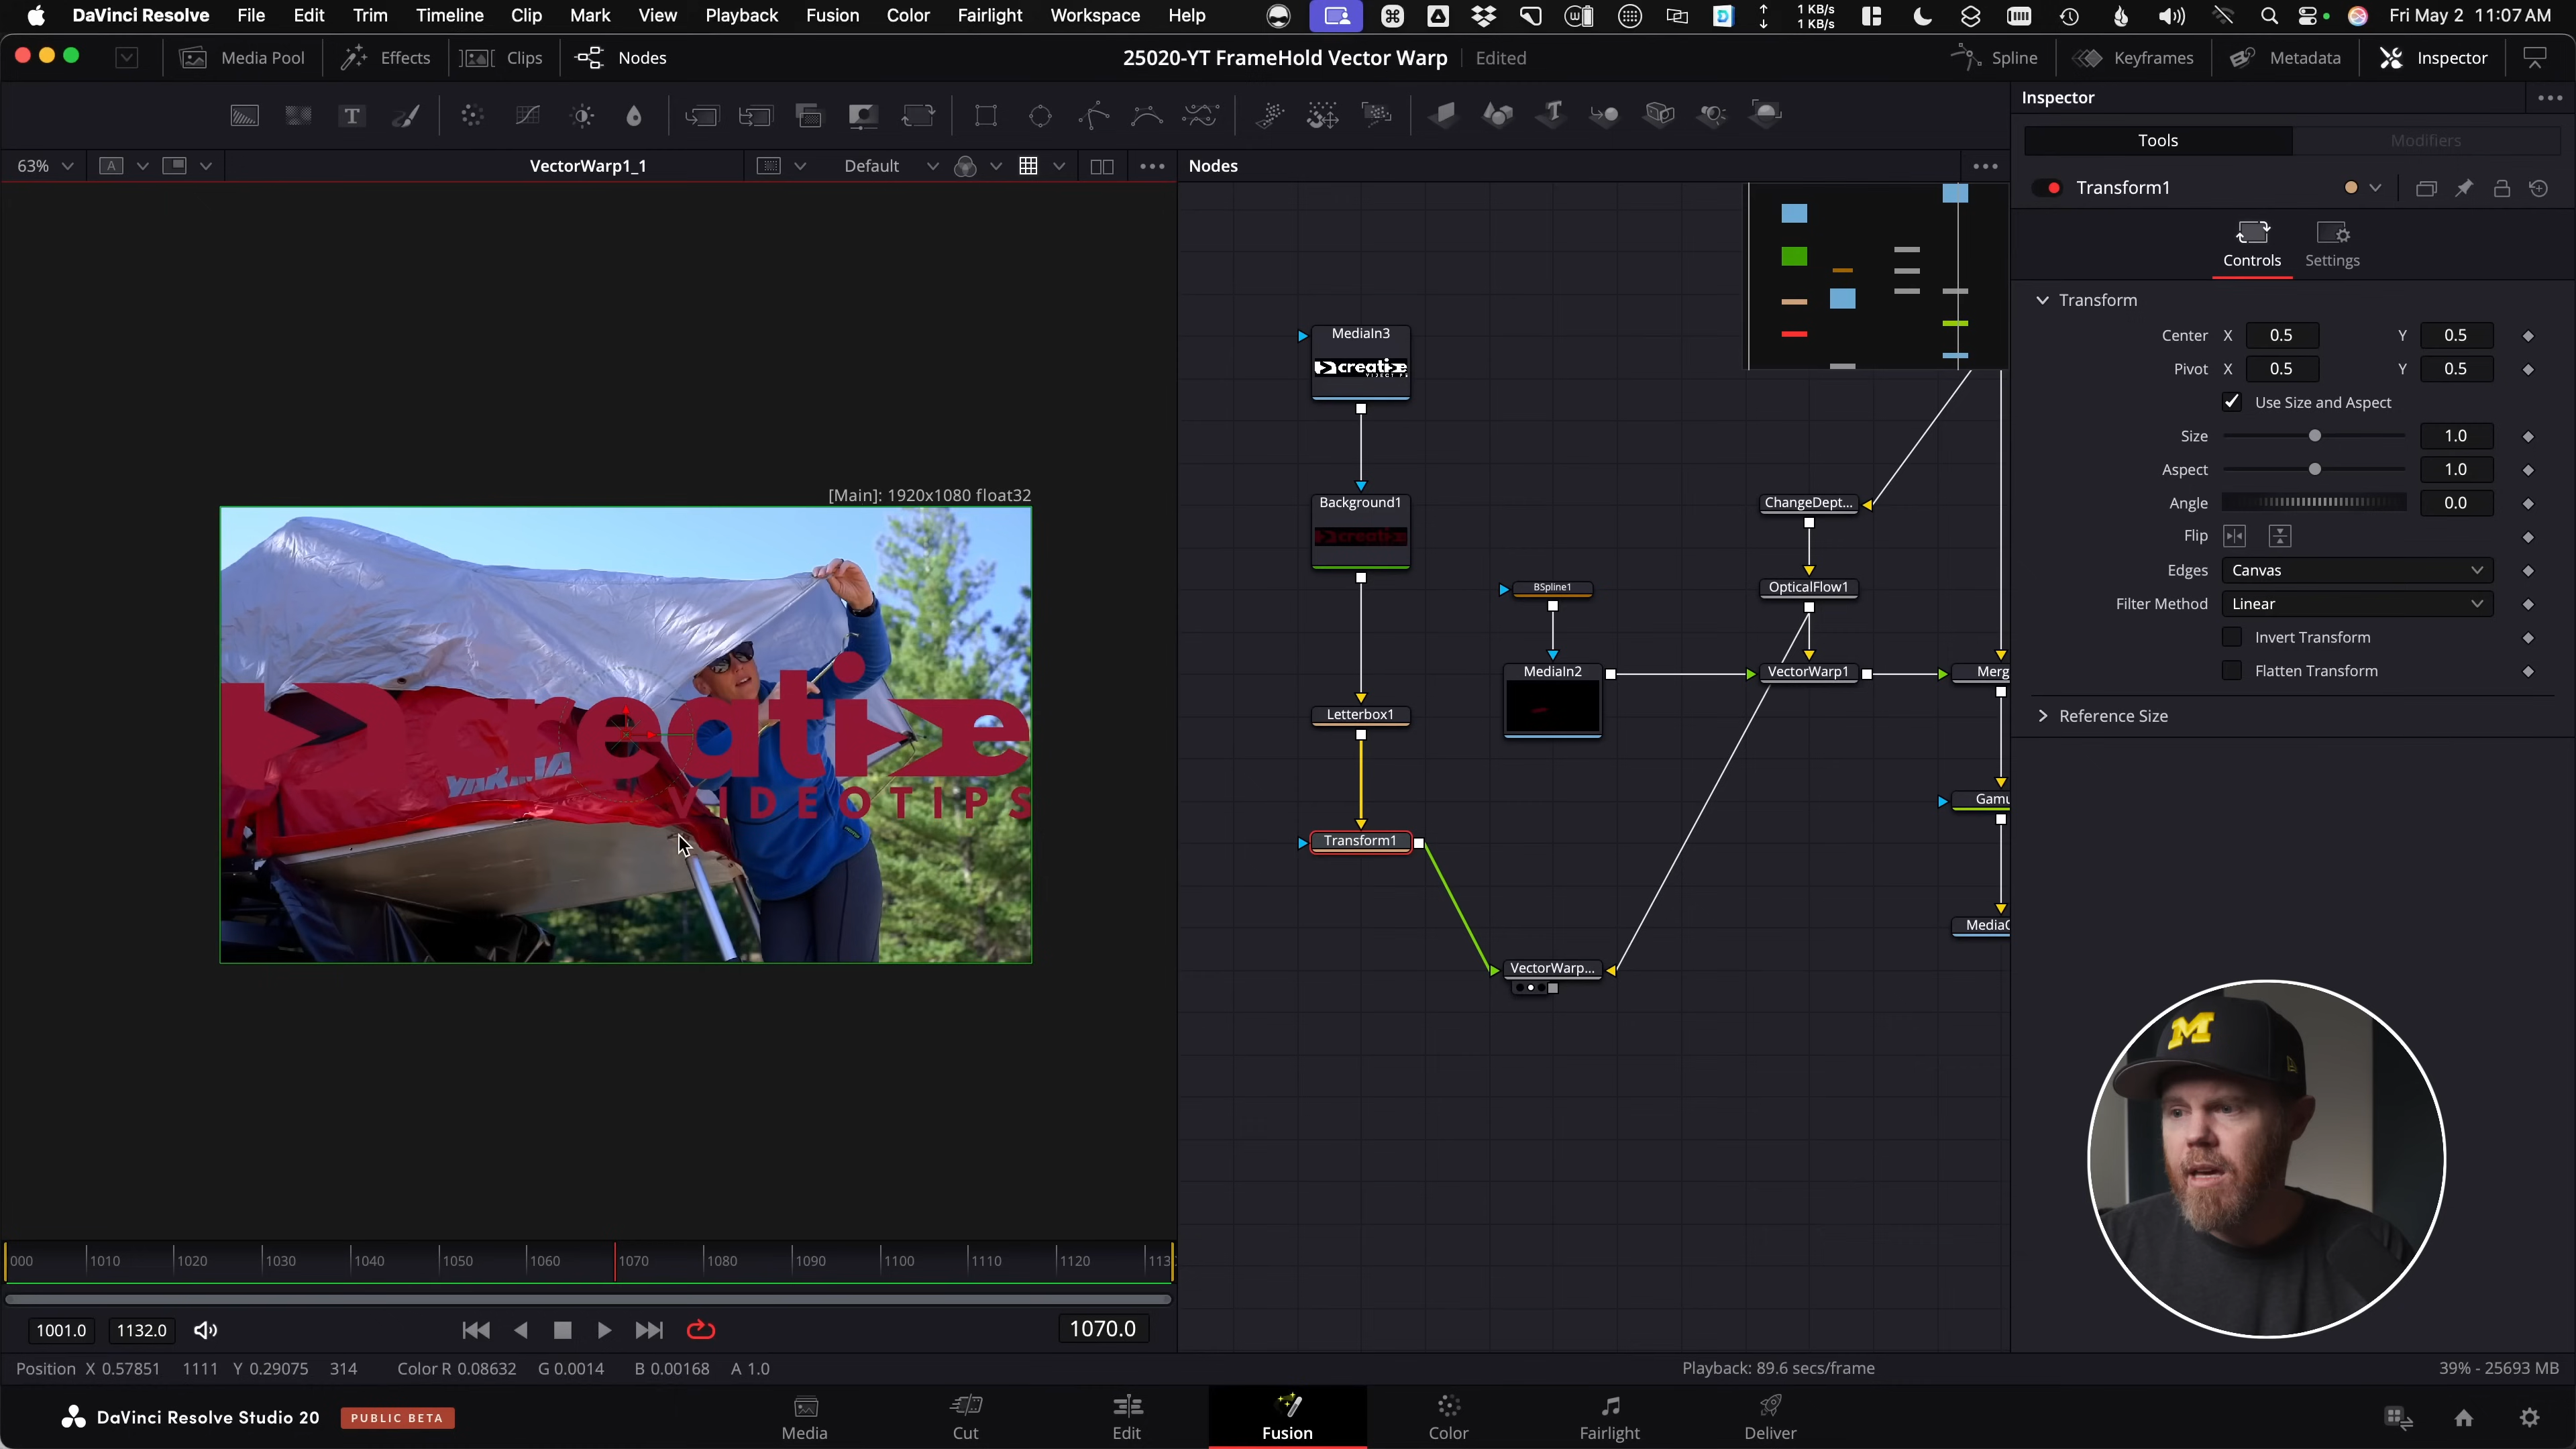 DaVinci Resolve File Edit Trim Timeline Clip Mark View Playback Fusion Color Fairlight Workspace Help 1 KB/s 1 KB/s Fri May 2 11:07 AM
Media Pool Effects Clips Nodes 25020-YT FrameHold Vector Warp Edited Spline Keyframes Metadata Inspector
Inspector
Tools Modifiers
63% A VectorWarp1_1 Default Nodes
Transform1
Controls Settings
Transform
Center X 0.5 Y 0.5
Pivot X 0.5 Y 0.5
Use Size and Aspect
Size 1.0
Aspect 1.0
Angle 0.0
Flip
Edges Canvas
Filter Method Linear
Invert Transform
Flatten Transform
Reference Size
[Main]: 1920x1080 float32
YAKIMA
creative
VIDEOTIPS
MediaIn3
creative
Background1
creative
Letterbox1
Transform1
BSpline1
MediaIn2
ChangeDept...
OpticalFlow1
VectorWarp1
Merg
Gamu
MediaO
VectorWarp...
M
000 1010 1020 1030 1040 1050 1060 1070 1080 1090 1100 1110 1120 113
1001.0 1132.0 1070.0
Position X 0.57851 1111 Y 0.29075 314 Color R 0.08632 G 0.0014 B 0.00168 A 1.0 Playback: 89.6 secs/frame 39% - 25693 MB
DaVinci Resolve Studio 20 PUBLIC BETA
Media Cut Edit Fusion Color Fairlight Deliver